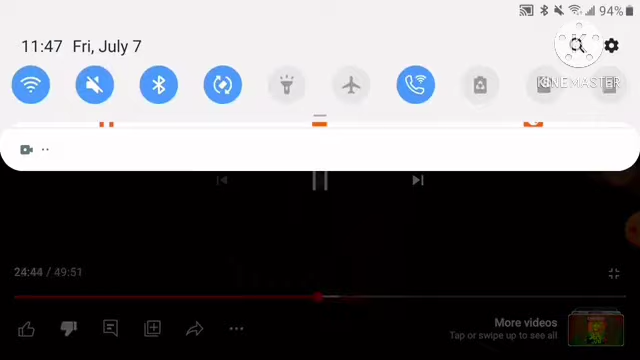 94%
11:47 Fri, July 7
KINEMASTER
24:44 / 49:51
More videos
Tap or swipe up to see all